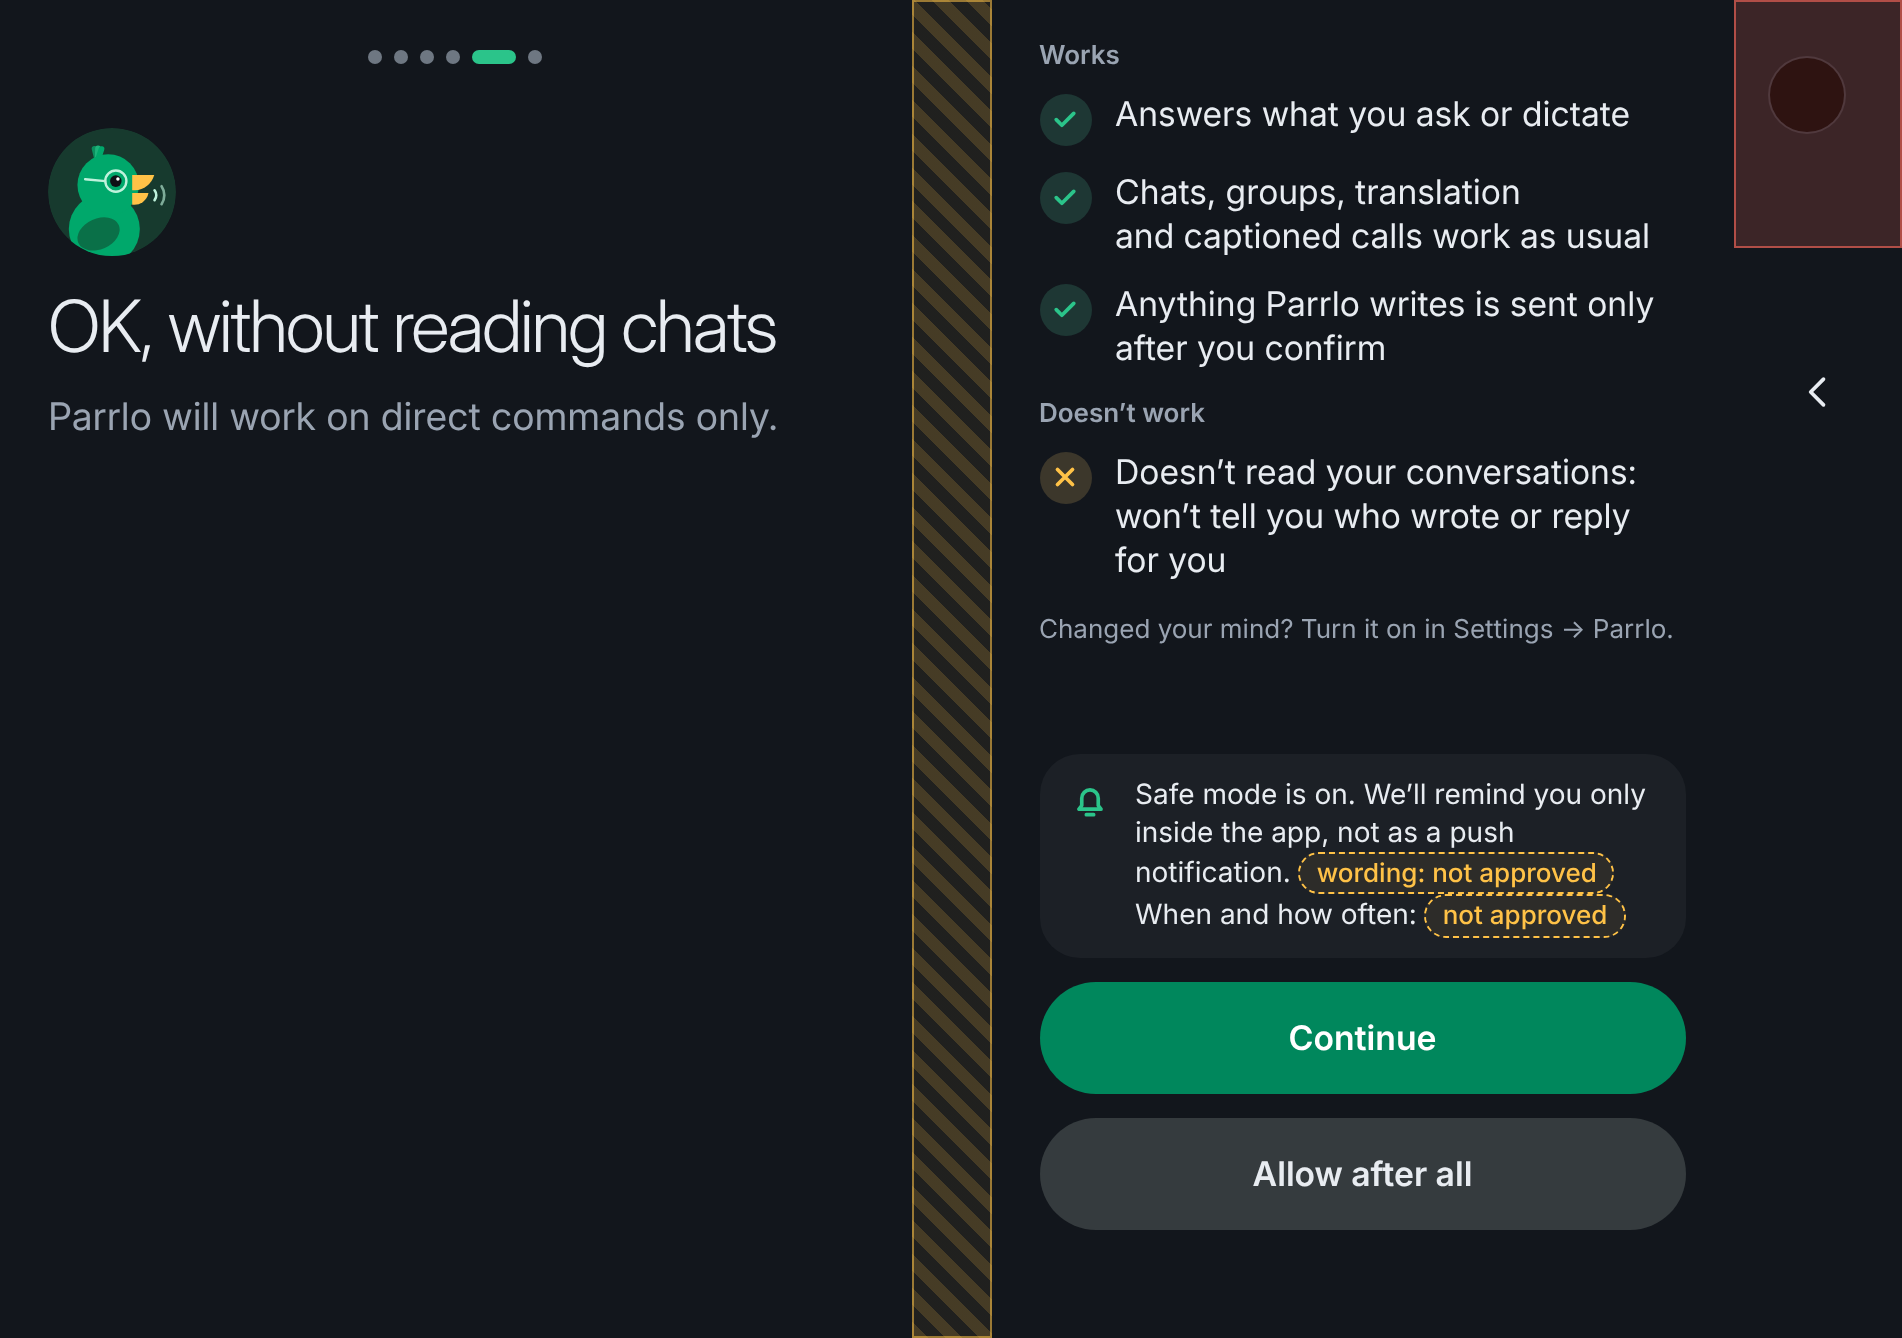 OK, without reading chats
Parrlo will work on direct commands only.
Works
Answers what you ask or dictate
Chats, groups, translation
and captioned calls work as usual
Anything Parrlo writes is sent only
after you confirm
Doesn’t work
Doesn’t read your conversations:
won’t tell you who wrote or reply
for you
Changed your mind? Turn it on in Settings → Parrlo.
Safe mode is on. We’ll remind you only
inside the app, not as a push
notification. wording: not approved
When and how often: not approved
Continue
Allow after all